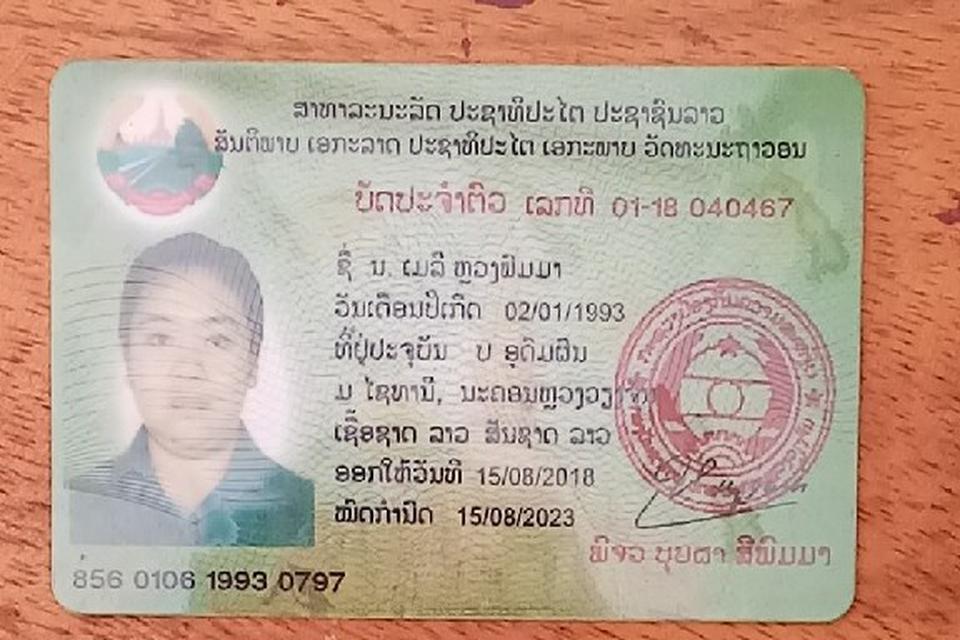 ສາທາລະນະລັດ ປະຊາທິປະໄຕ ປະຊາຊົນລາວ
ສັນຕິພາບ ເອກະລາດ ປະຊາທິປະໄຕ ເອກະພາບ ວັດທະນະຖາວອນ
ບັດປະຈຳຕົວ ເລກທີ 01-18 040467
ຊື່ ນ. ເມລີ ຫຼວງພິມມາ
ວັນເດືອນປີເກີດ 02/01/1993
ທີ່ຢູ່ປະຈຸບັນ ບ ອຸດົມຜົນ
ມ ໄຊທານີ, ນະຄອນຫຼວງວຽງຈັນ
ເຊື້ອຊາດ ລາວ ສັນຊາດ ລາວ
ອອກໃຫ້ວັນທີ 15/08/2018
ໝົດກຳນົດ 15/08/2023
ພົຈວ ບຸບຜາ ສີພົມມາ
856 0106 1993 0797